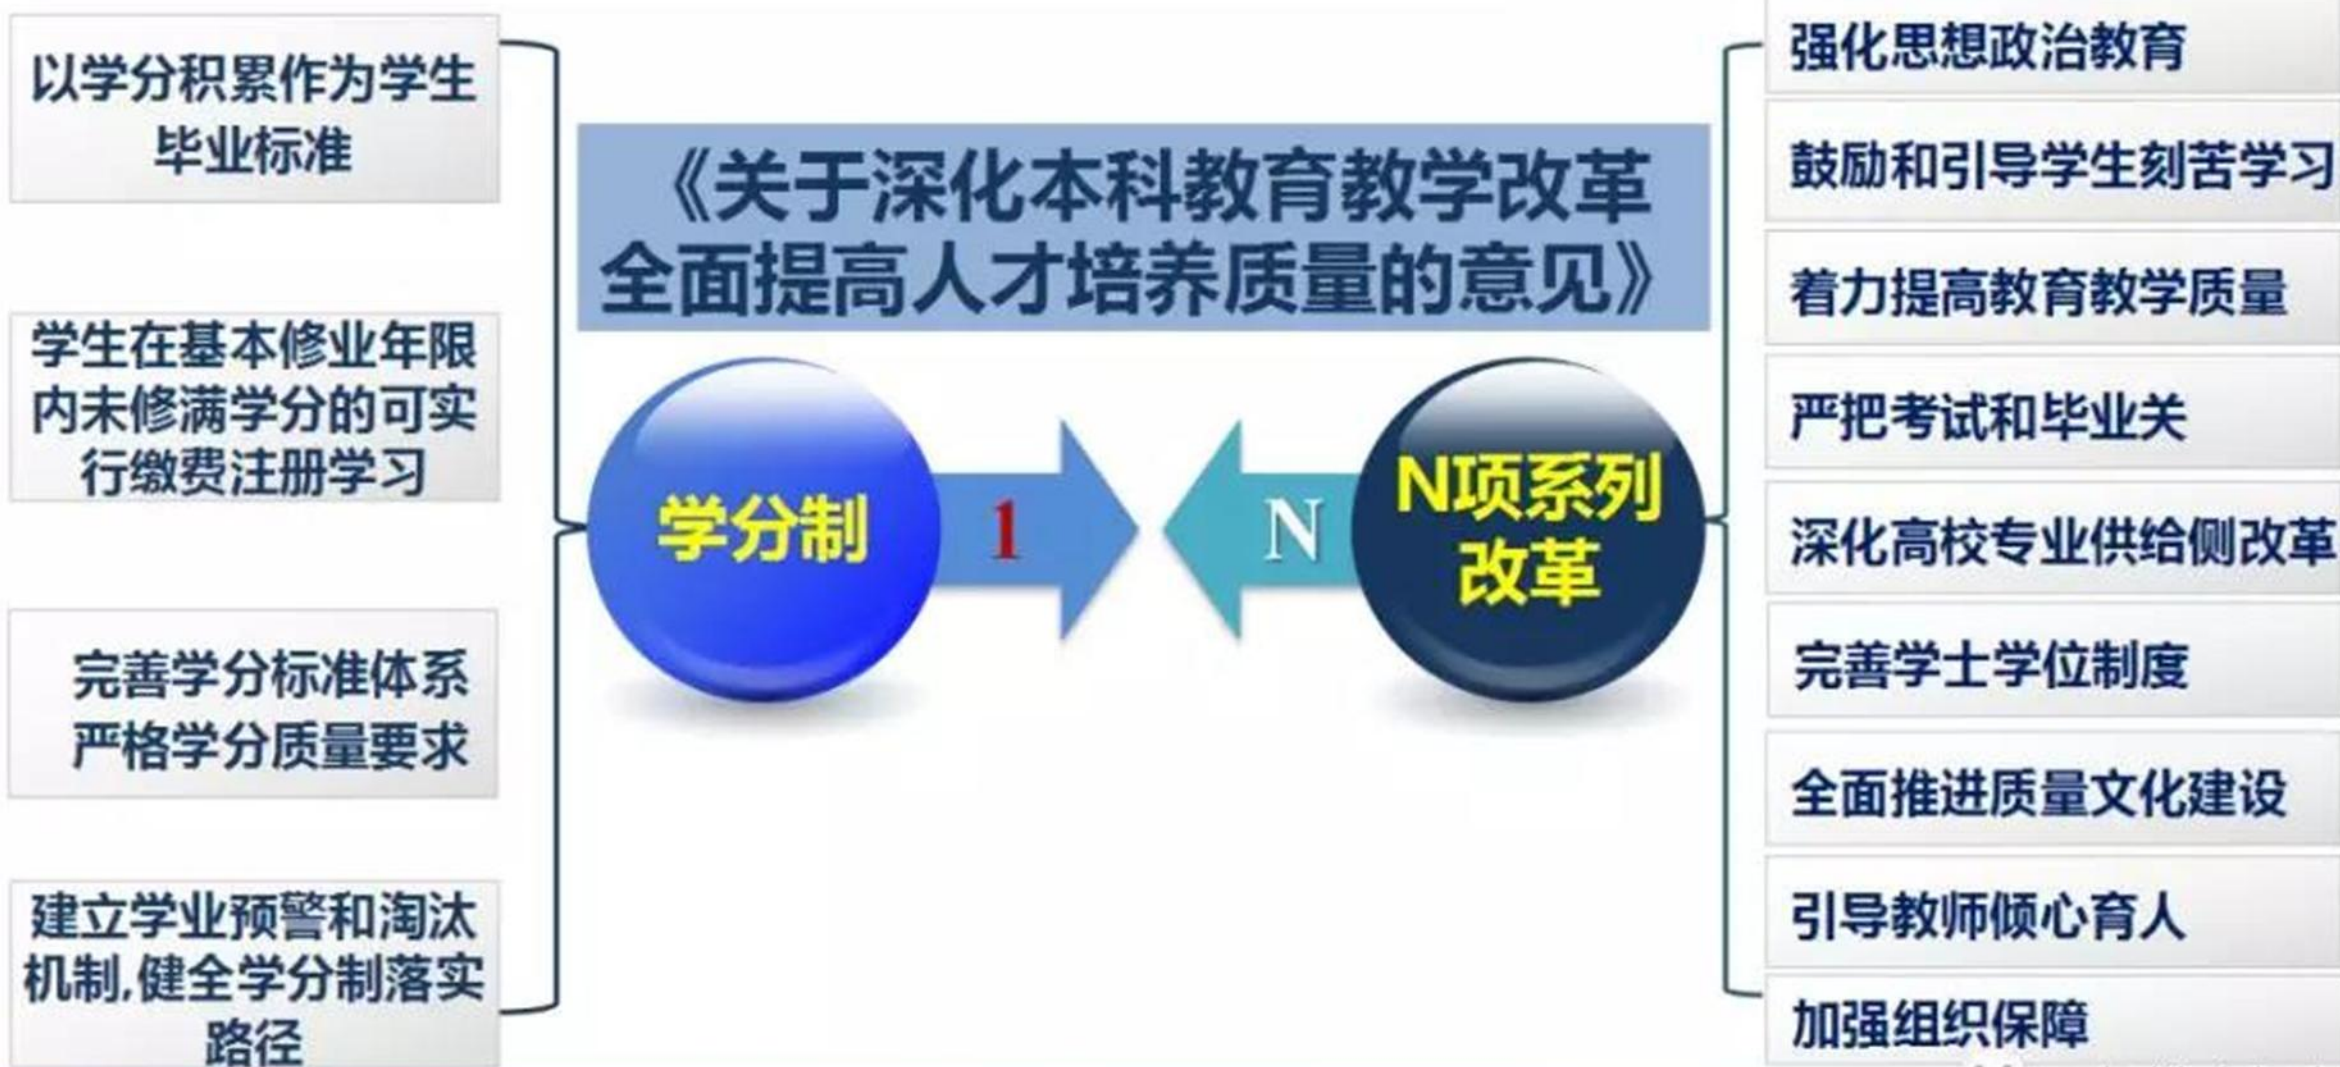 以学分积累作为学生
毕业标准
学生在基本修业年限
内未修满学分的可实
行缴费注册学习
完善学分标准体系
严格学分质量要求
建立学业预警和淘汰
机制,健全学分制落实
路径
《关于深化本科教育教学改革
全面提高人才培养质量的意见》
学分制
1
N
N项系列
改革
强化思想政治教育
鼓励和引导学生刻苦学习
着力提高教育教学质量
严把考试和毕业关
深化高校专业供给侧改革
完善学士学位制度
全面推进质量文化建设
引导教师倾心育人
加强组织保障